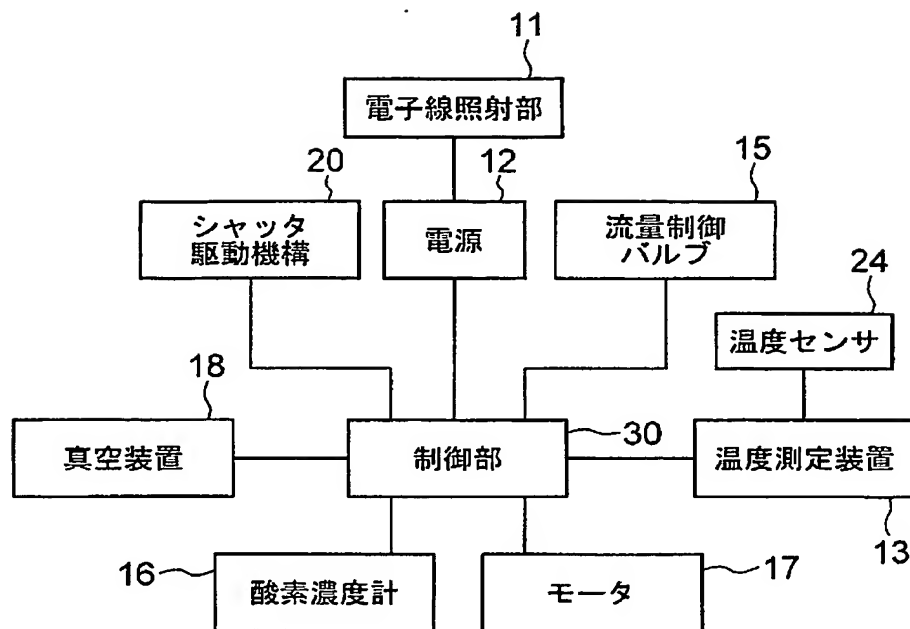 11
電子線照射部
20
12
15
シャッタ
駆動機構
電源
流量制御
バルブ
24
温度センサ
18
30
真空装置
制御部
温度測定装置
13
16
酸素濃度計
モータ
17